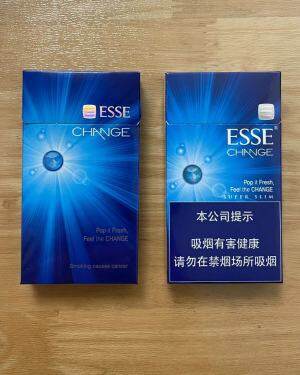 ESSE
CHANGE
Pop it Fresh,
Feel the CHANGE
Smoking causes cancer
ESSE
CHANGE
Pop it Fresh,
Feel the CHANGE
SUPER SLIM
本公司提示
吸烟有害健康
请勿在禁烟场所吸烟